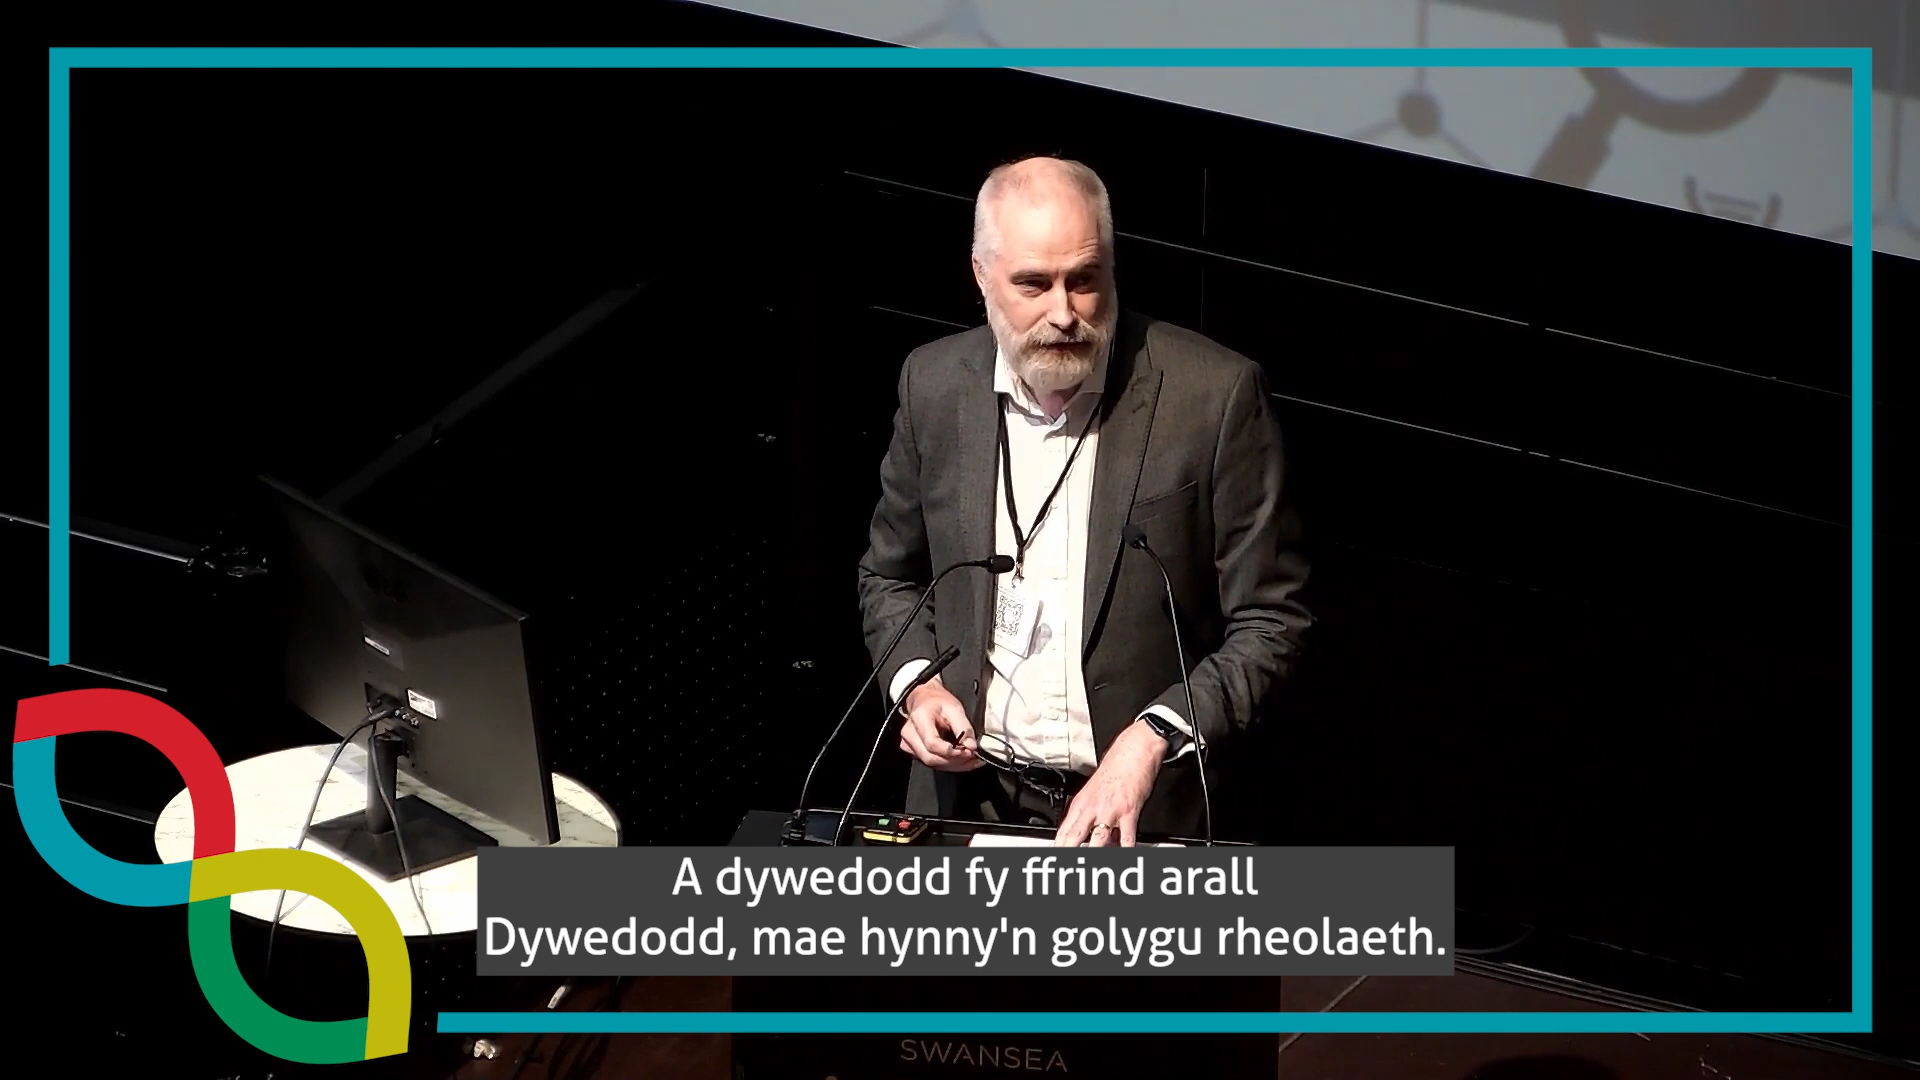 A dywedodd fy ffrind arall
Dywedodd, mae hynny'n golygu rheolaeth.
SWANSEA